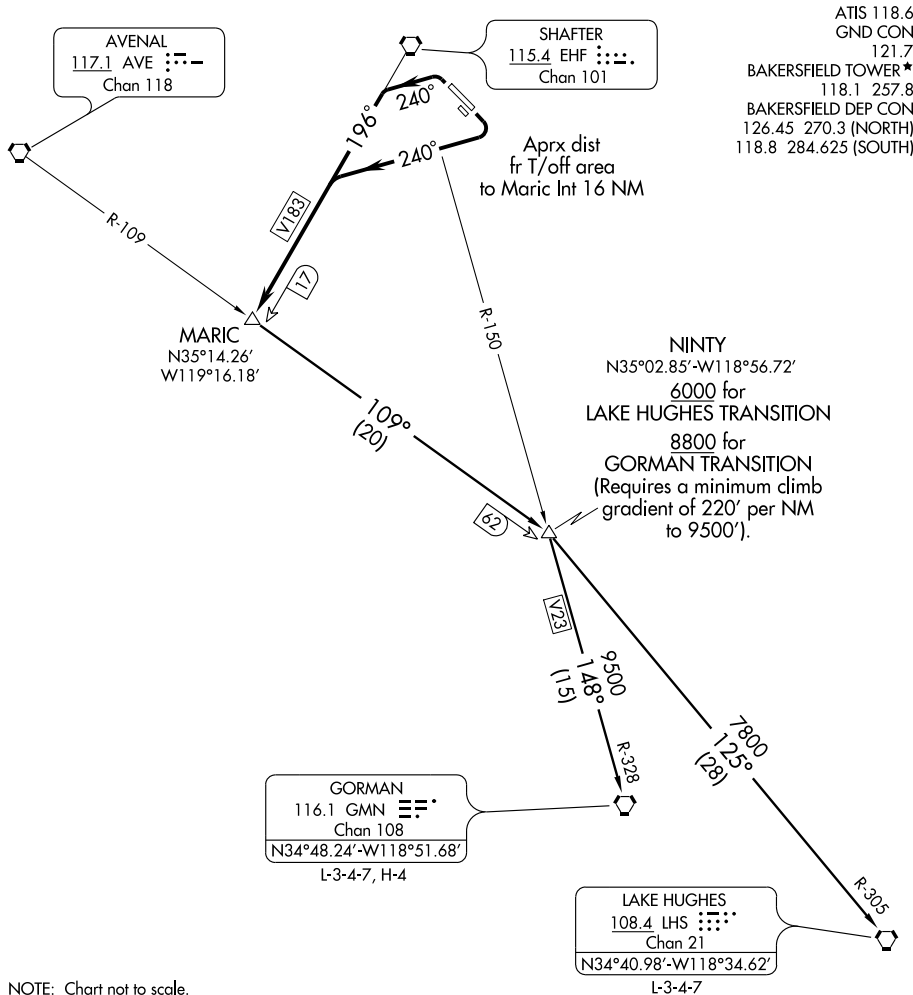 ATIS 118.6
GND CON
121.7
BAKERSFIELD TOWER★
118.1 257.8
BAKERSFIELD DEP CON
126.45 270.3 (NORTH)
118.8 284.625 (SOUTH)
AVENAL
117.1 AVE
Chan 118
SHAFTER
115.4 EHF
Chan 101
240°
196°
240°
Aprx dist
fr T/off area
to Maric Int 16 NM
V183
R-109
17
R-150
MARIC
N35°14.26′
W119°16.18′
109°
(20)
NINTY
N35°02.85′-W118°56.72′
6000 for
LAKE HUGHES TRANSITION
8800 for
GORMAN TRANSITION
(Requires a minimum climb
gradient of 220′ per NM
to 9500′).
62
V23
9500
148°
(15)
R-328
7800
125°
(28)
R-305
GORMAN
116.1 GMN
Chan 108
N34°48.24′-W118°51.68′
L-3-4-7, H-4
LAKE HUGHES
108.4 LHS
Chan 21
N34°40.98′-W118°34.62′
L-3-4-7
NOTE: Chart not to scale.